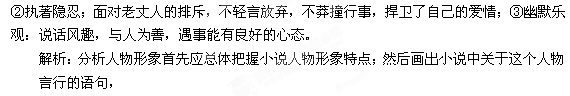 ②执著隐忍；面对老丈人的排斥，不轻言放弃，不莽撞行事，捍卫了自己的爱情；③幽默乐
观：说话风趣，与人为善，遇事能有良好的心态。
解析：分析人物形象首先应总体把握小说人物形象特点；然后画出小说中关于这个人物
言行的语句，